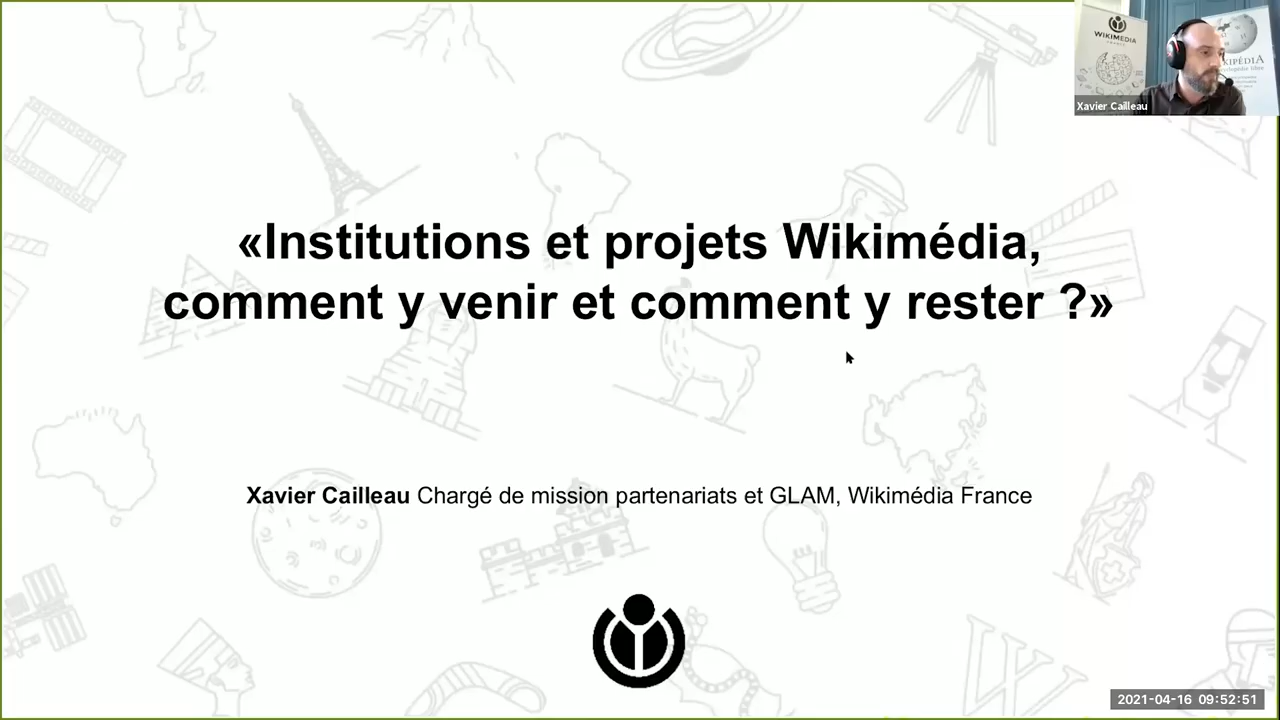 WIKIMEDIA
FRANCE
Xavier Cailleau
«Institutions et projets Wikimédia,
comment y venir et comment y rester ?»
Xavier Cailleau Chargé de mission partenariats et GLAM, Wikimédia France
2021-04-16 09:52:51